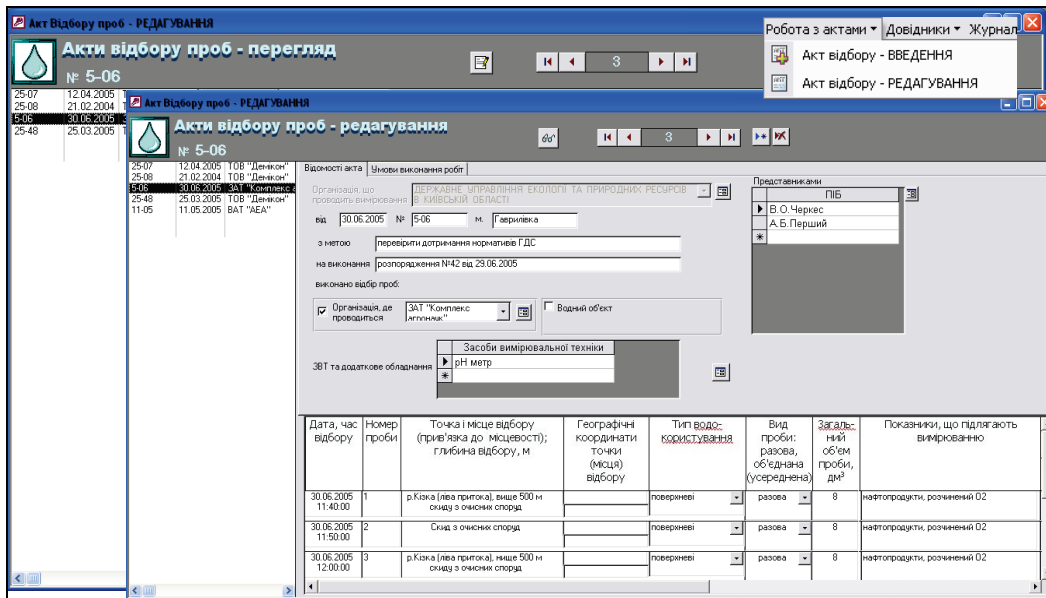 Акт Відбору проб - РЕДАГУВАННЯ
Акти відбору проб - перегляд
№ 5-06
3
Робота з актами Довідники Журнал
Акт відбору - ВВЕДЕННЯ
Акт відбору - РЕДАГУВАННЯ
25-07 12.04.2005
25-08 21.02.2004
5-06 30.06.2005
25-48 25.03.2005
Акт Відбору проб - РЕДАГУВАННЯ
Акти відбору проб - редагування
№ 5-06
3
25-07 12.04.2005 ТОВ "Демікон"
25-08 21.02.2004 ТОВ "Демікон"
5-06 30.06.2005 ЗАТ "Комплекс а
25-48 25.03.2005 ТОВ "Демікон"
11-05 11.05.2005 ВАТ "АЕА"
Відомості акта Умови виконання робіт
Організація, що
проводить вимірювання
ДЕРЖАВНЕ УПРАВЛІННЯ ЕКОЛОГІЇ ТА ПРИРОДНИХ РЕСУРСІВ
В КИЇВСЬКІЙ ОБЛАСТІ
від 30.06.2005 № 5-06 м. Гаврилівка
з метою перевірити дотримання нормативів ГДС
на виконання розпорядження №42 від 29.06.2005
виконано відбір проб:
Організація, де
проводиться
ЗАТ "Комплекс
агронаук"
Водний об'єкт
Представниками
ПІБ
В.О.Черкес
А.Б.Перший
ЗВТ та додаткове обладнання
Засоби вимірювальної техніки
pH метр
Дата, час
відбору
Номер
проби
Точка і місце відбору
(прив'язка до місцевості);
глибина відбору, м
Географічні
координати
точки
(місця)
відбору
Тип водо-
користування
Вид
проби:
разова,
об'єднана
(усереднена)
Загаль-
ний
об'єм
проби,
дм³
Показники, що підлягають
вимірюванню
30.06.2005 1 р.Кізка (ліва притока), вище 500 м поверхневі разова 8 нафтопродукти, розчинений О2
11:40:00 скиду з очисних споруд
30.06.2005 2 Скид з очисних споруд поверхневі разова 8 нафтопродукти, розчинений О2
11:50:00
30.06.2005 3 р.Кізка (ліва притока), нище 500 м поверхневі разова 8 нафтопродукти, розчинений О2
12:00:00 скиду з очисних споруд